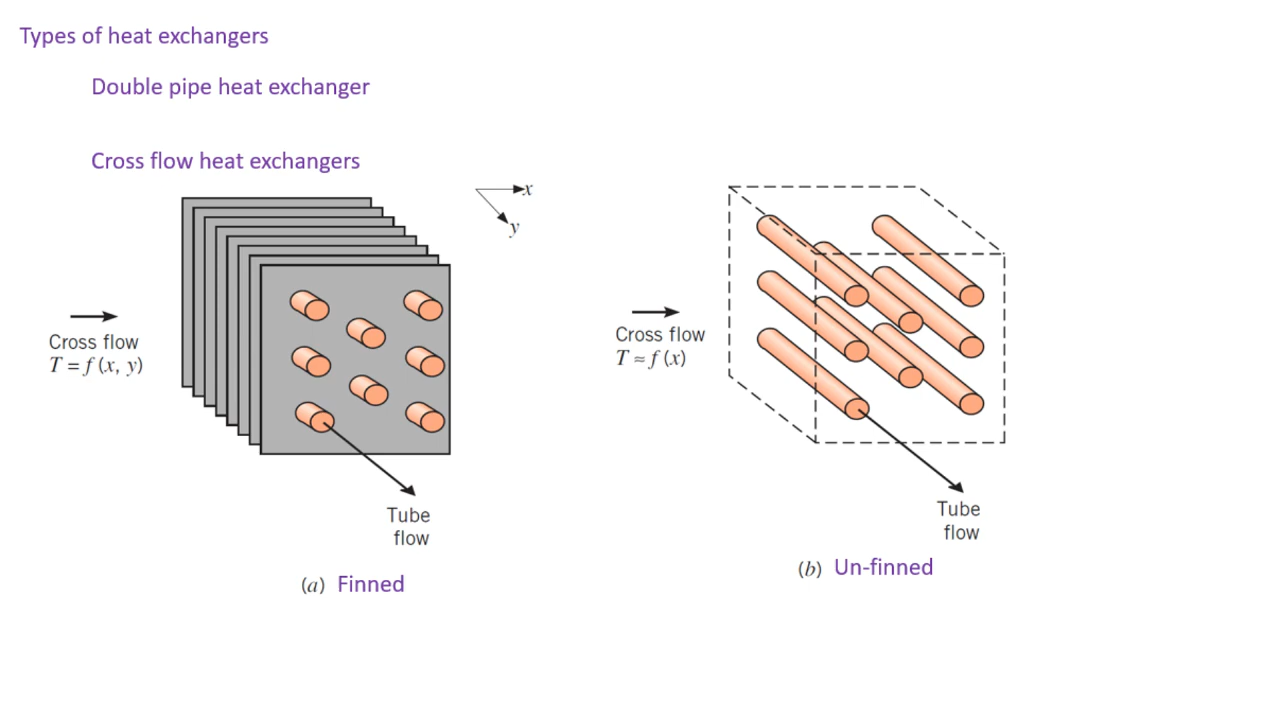 Types of heat exchangers
Double pipe heat exchanger
Cross flow heat exchangers
x
y
Cross flow
T = f (x, y)
Tube
flow
(a) Finned
Cross flow
T ≈ f (x)
Tube
flow
(b) Un-finned